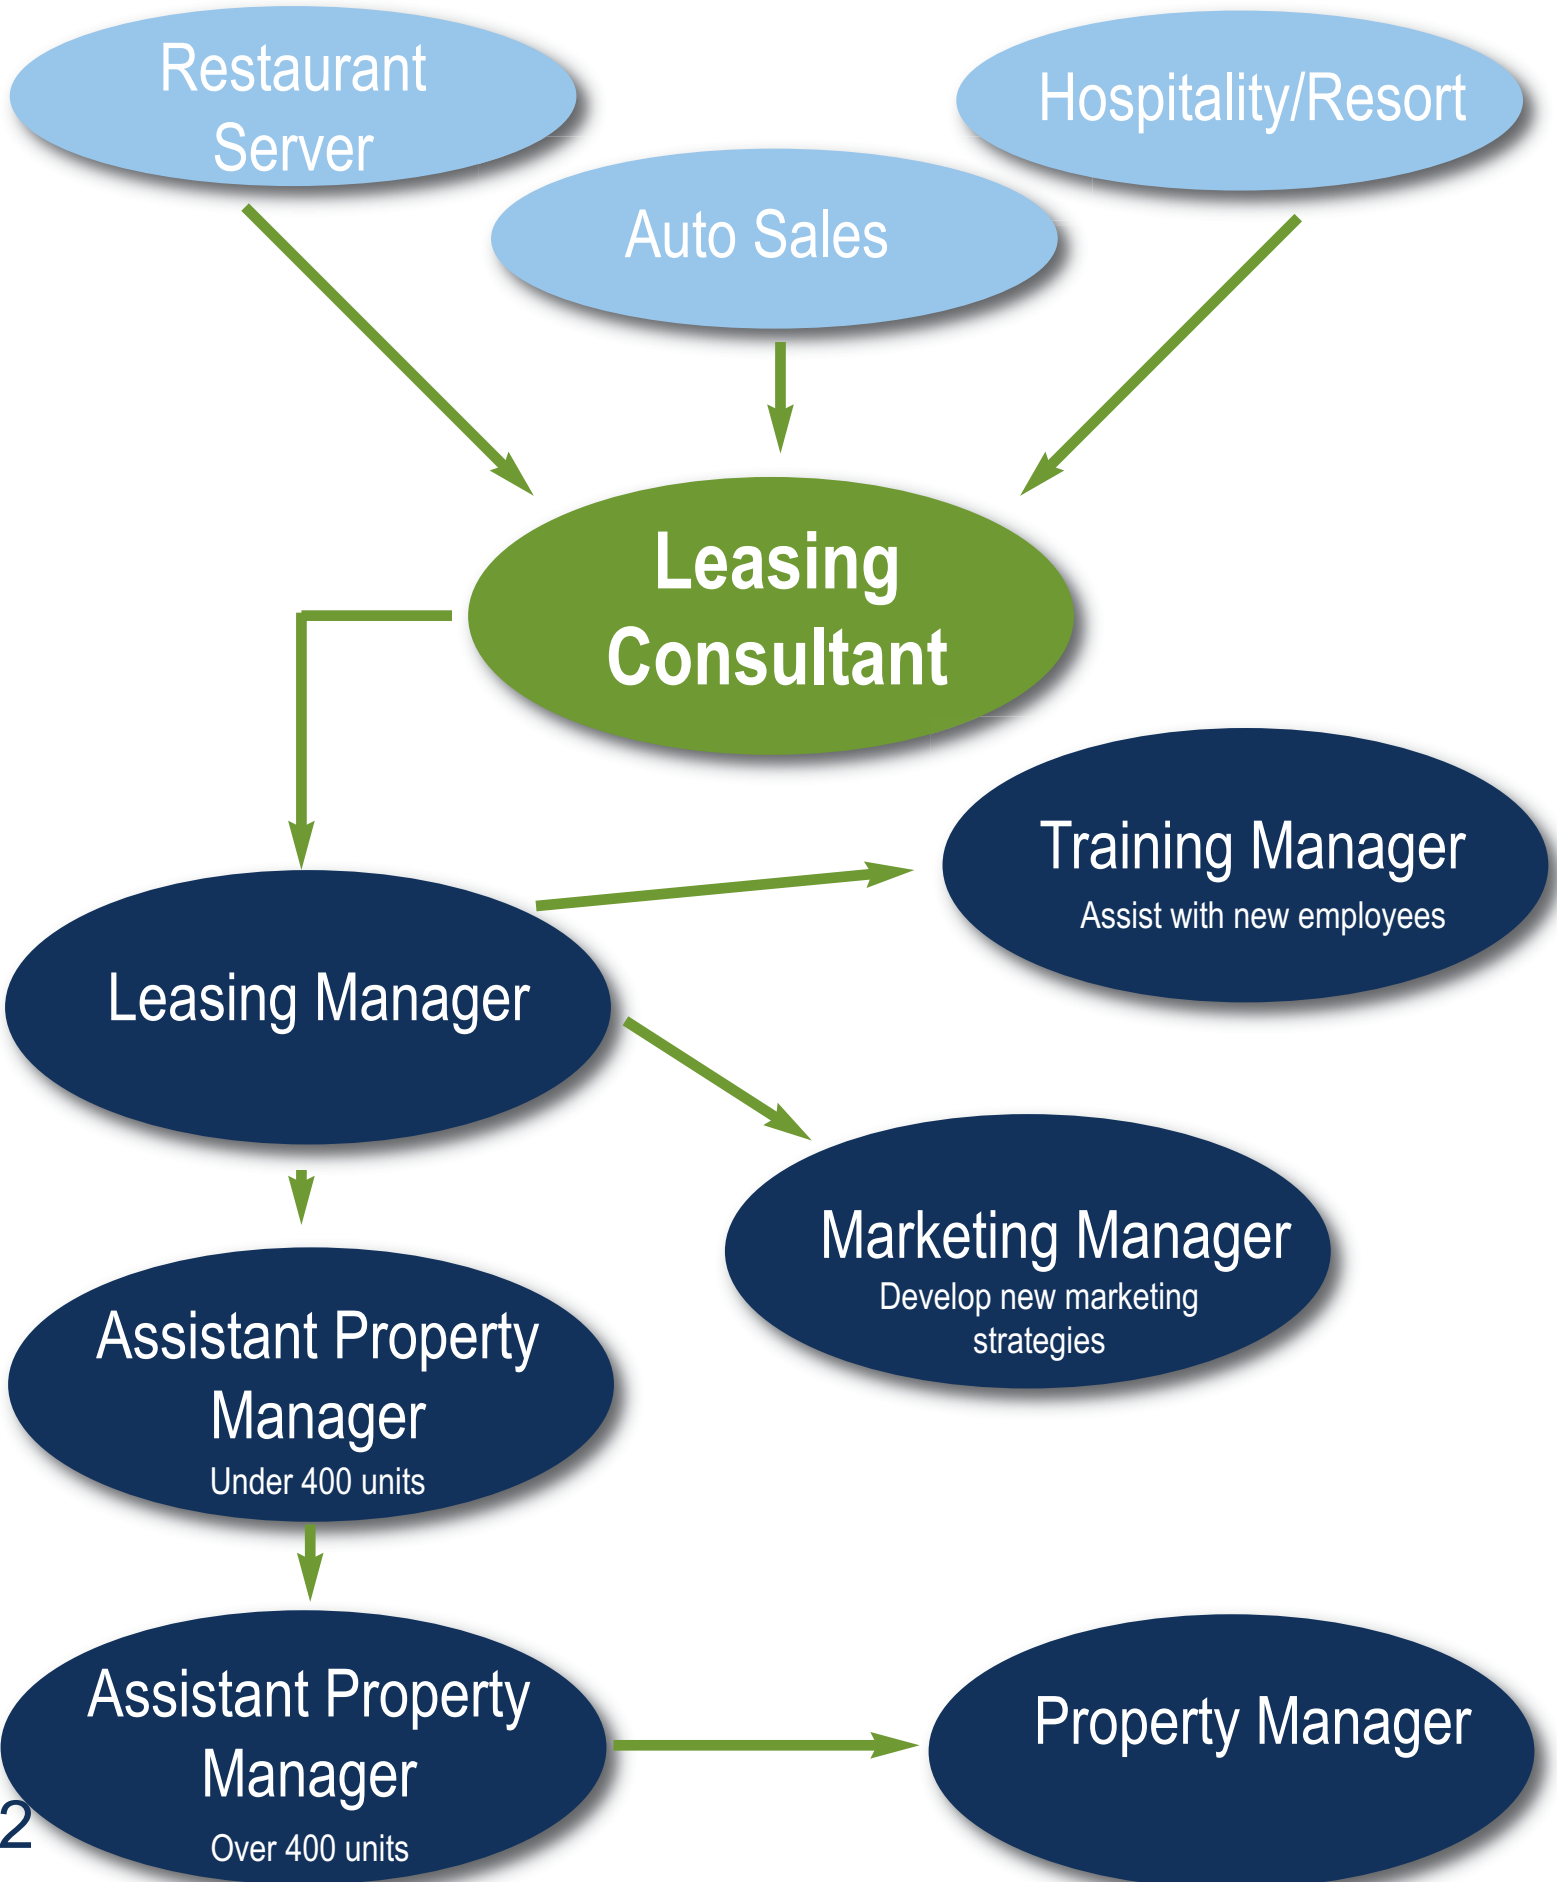 Restaurant
Server
Hospitality/Resort
Auto Sales
Leasing
Consultant
Training Manager
Assist with new employees
Leasing Manager
Marketing Manager
Develop new marketing
strategies
Assistant Property
Manager
Under 400 units
Assistant Property
Manager
Over 400 units
Property Manager
2